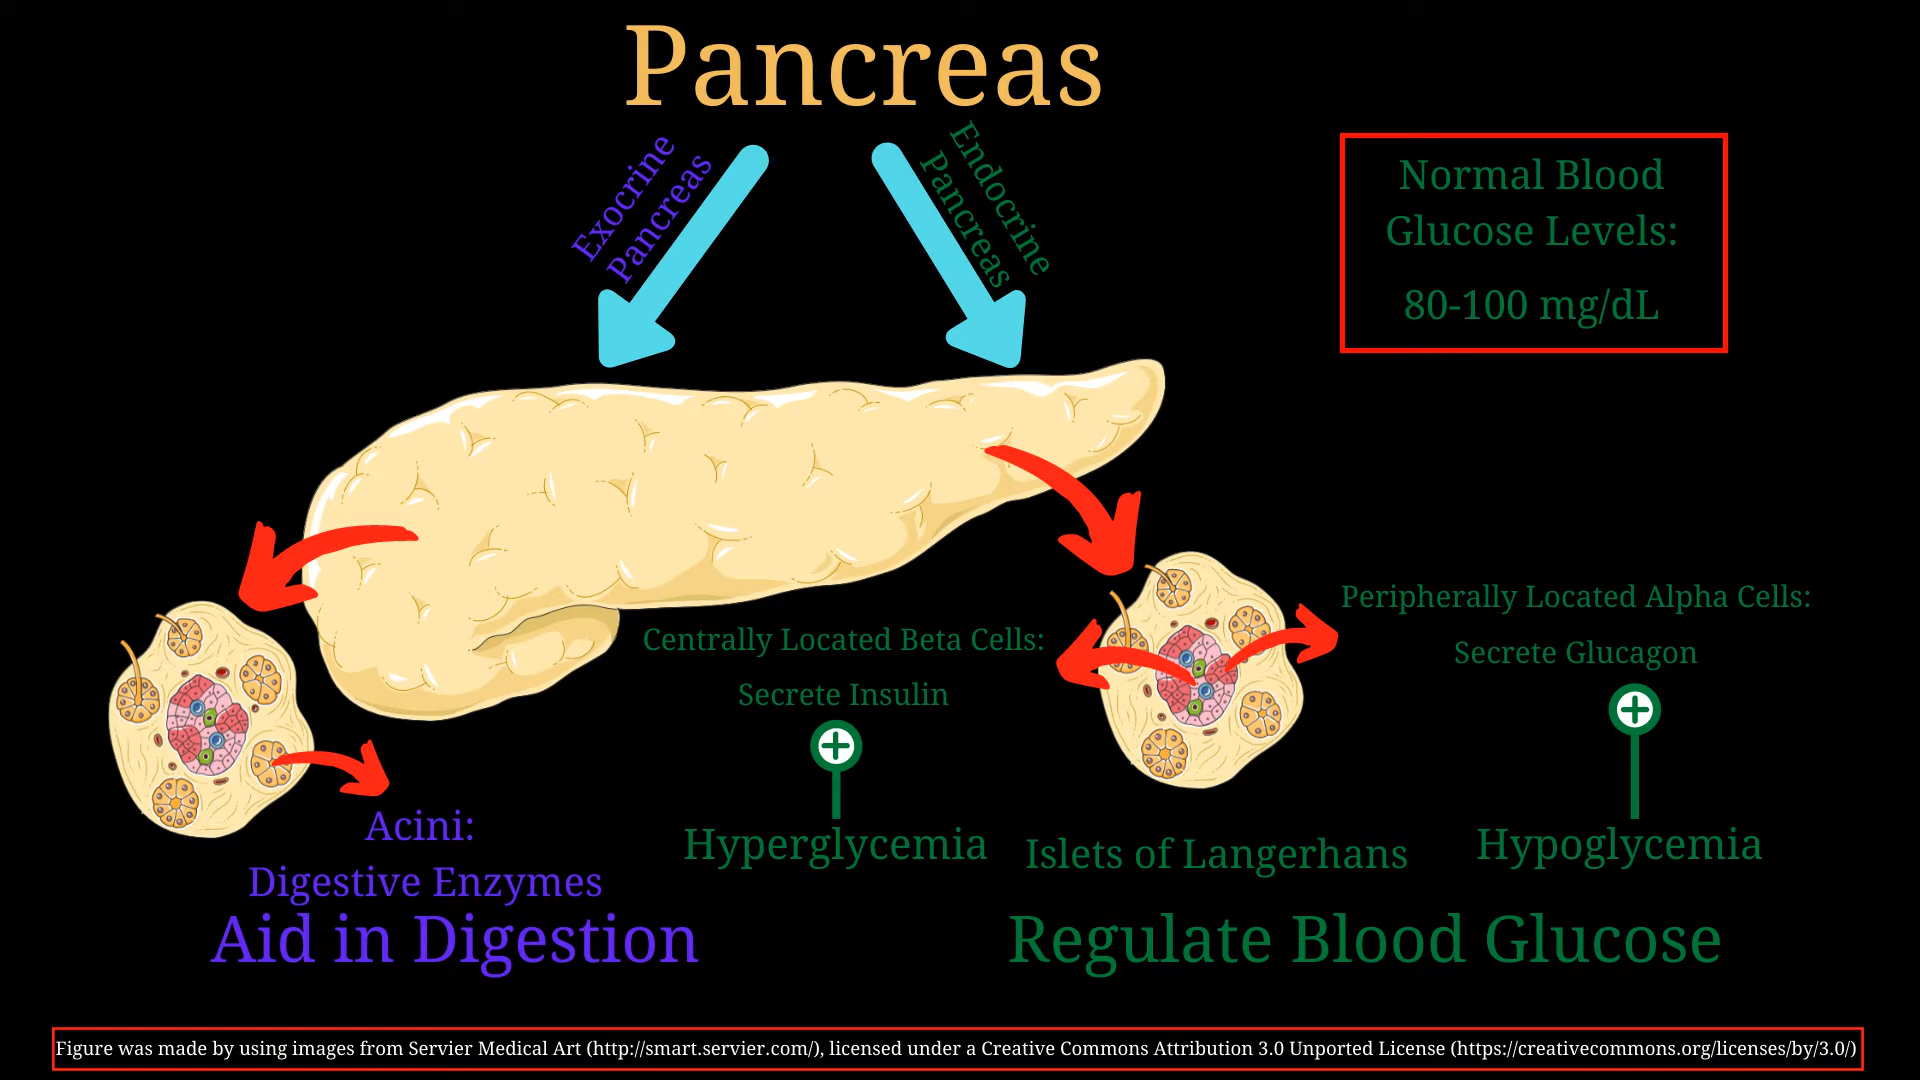 Pancreas
Exocrine
Pancreas
Endocrine
Pancreas
Normal Blood
Glucose Levels:
80-100 mg/dL
Peripherally Located Alpha Cells:
Secrete Glucagon
Centrally Located Beta Cells:
Secrete Insulin
Hyperglycemia
Islets of Langerhans
Hypoglycemia
Acini:
Digestive Enzymes
Aid in Digestion
Regulate Blood Glucose
Figure was made by using images from Servier Medical Art (http://smart.servier.com/), licensed under a Creative Commons Attribution 3.0 Unported License (https://creativecommons.org/licenses/by/3.0/)